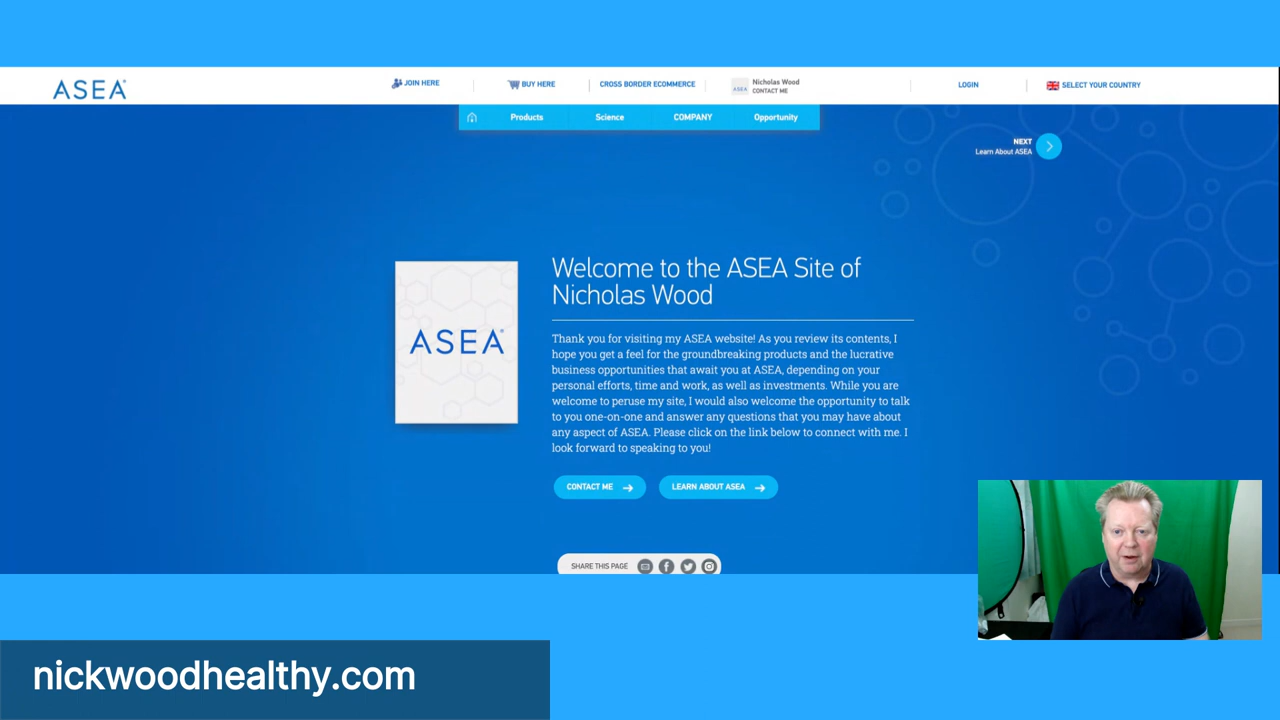 ASEA®
JOIN HERE
BUY HERE
CROSS BORDER ECOMMERCE
ASEA
Nicholas Wood
CONTACT ME
LOGIN
SELECT YOUR COUNTRY
Products
Science
COMPANY
Opportunity
NEXT
Learn About ASEA
ASEA®
Welcome to the ASEA Site of
Nicholas Wood
Thank you for visiting my ASEA website! As you review its contents, I
hope you get a feel for the groundbreaking products and the lucrative
business opportunities that await you at ASEA, depending on your
personal efforts, time and work, as well as investments. While you are
welcome to peruse my site, I would also welcome the opportunity to talk
to you one-on-one and answer any questions that you may have about
any aspect of ASEA. Please click on the link below to connect with me. I
look forward to speaking to you!
CONTACT ME
LEARN ABOUT ASEA
SHARE THIS PAGE
nickwoodhealthy.com